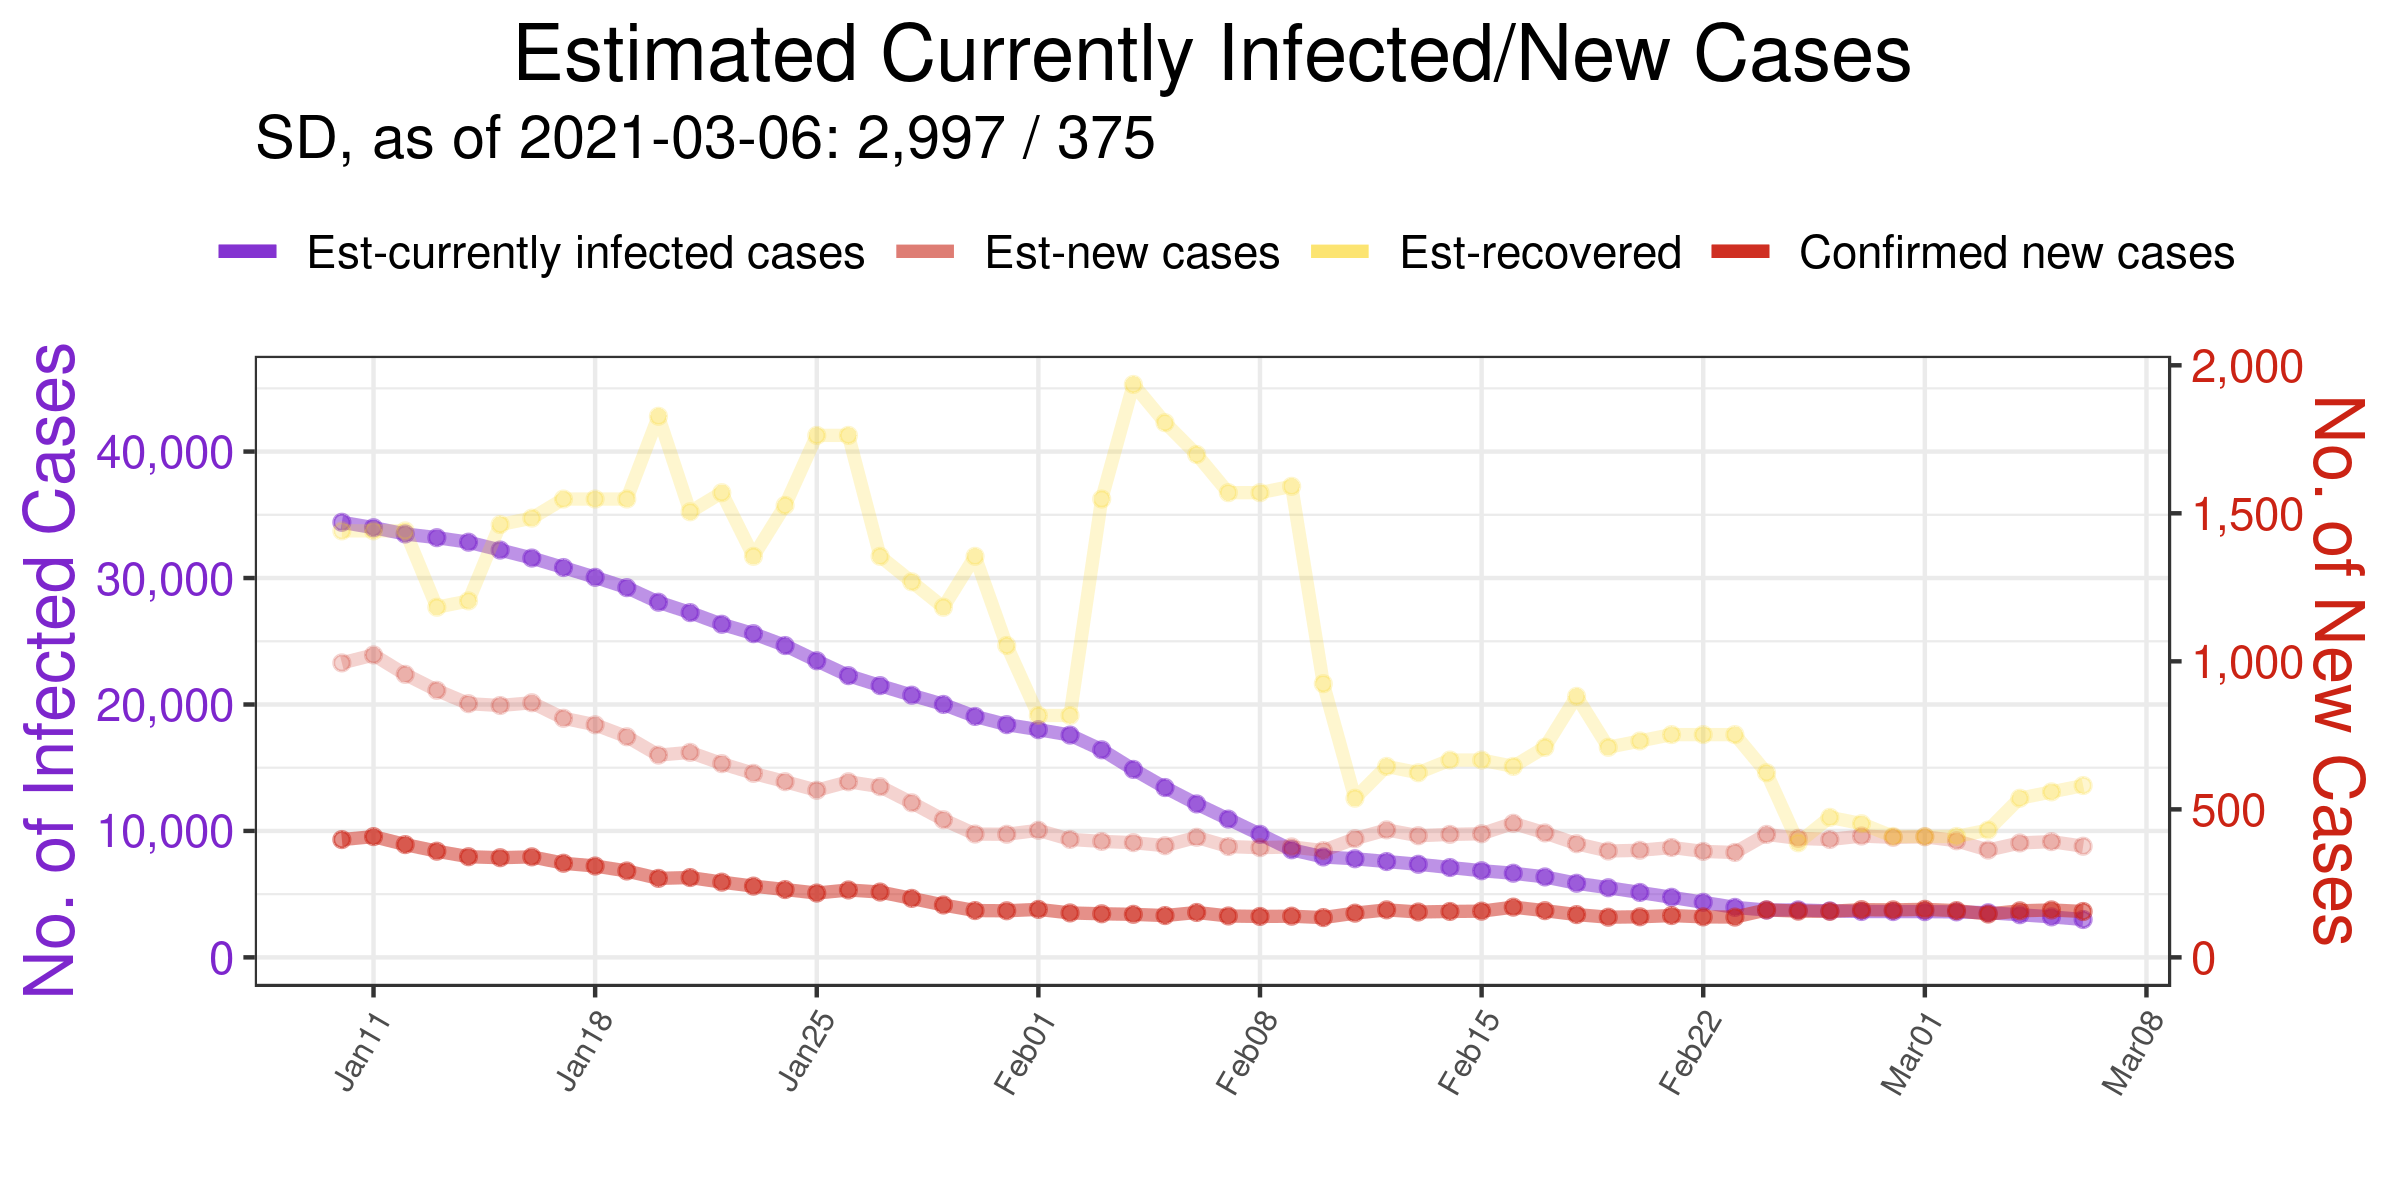 Estimated Currently Infected/New Cases
SD, as of 2021-03-06: 2,997 / 375
Est-currently infected cases
Est-new cases
Est-recovered
Confirmed new cases
No. of Infected Cases
40,000
30,000
20,000
10,000
0
2,000
1,500
1,000
500
0
No. of New Cases
Jan11
Jan18
Jan25
Feb01
Feb08
Feb15
Feb22
Mar01
Mar08